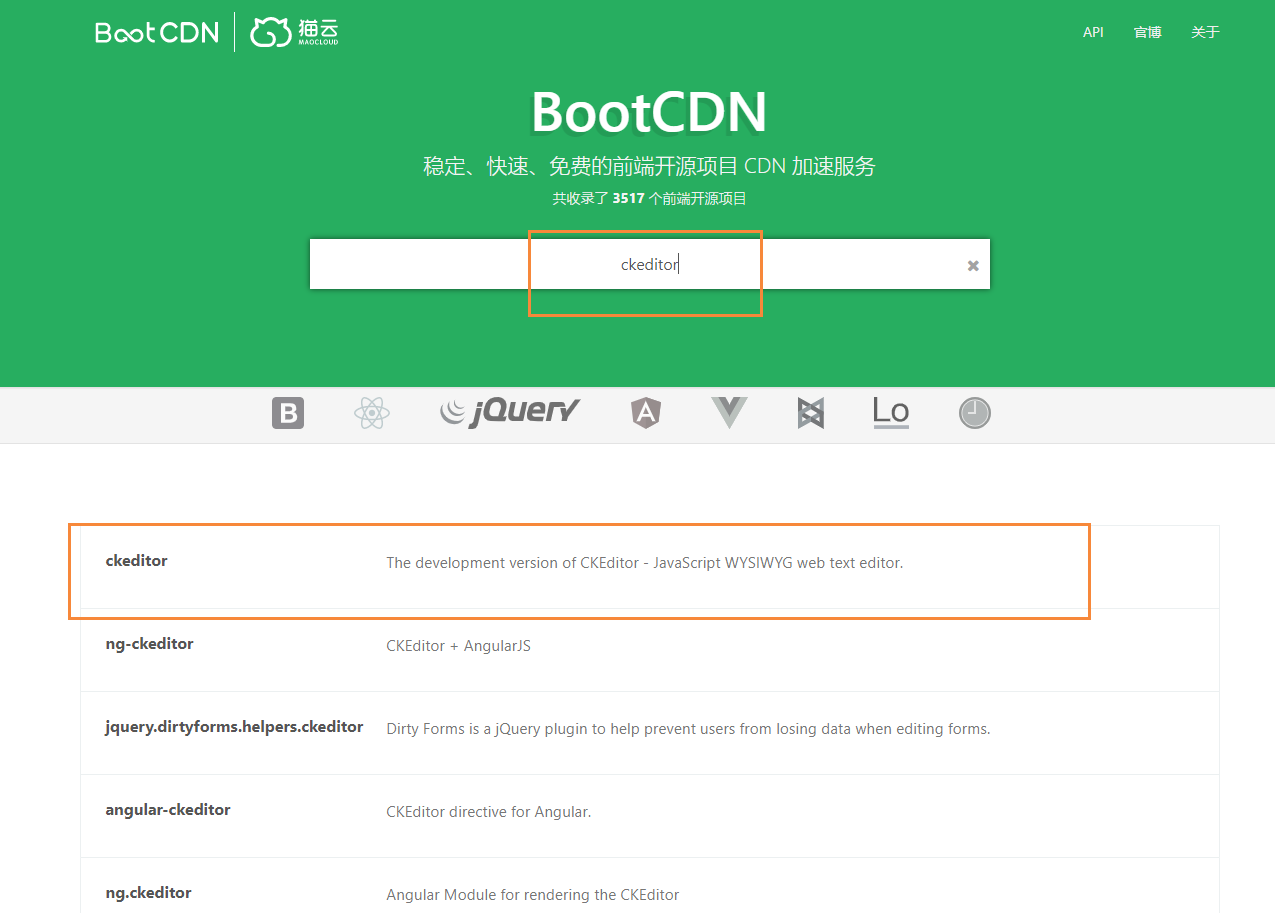 BootCDN 猫云 MAOCLOUD API 官博 关于
BootCDN
稳定、快速、免费的前端开源项目 CDN 加速服务
共收录了 3517 个前端开源项目
ckeditor ×
B jQuery A Lo
ckeditor The development version of CKEditor - JavaScript WYSIWYG web text editor.
ng-ckeditor CKEditor + AngularJS
jquery.dirtyforms.helpers.ckeditor Dirty Forms is a jQuery plugin to help prevent users from losing data when editing forms.
angular-ckeditor CKEditor directive for Angular.
ng.ckeditor Angular Module for rendering the CKEditor